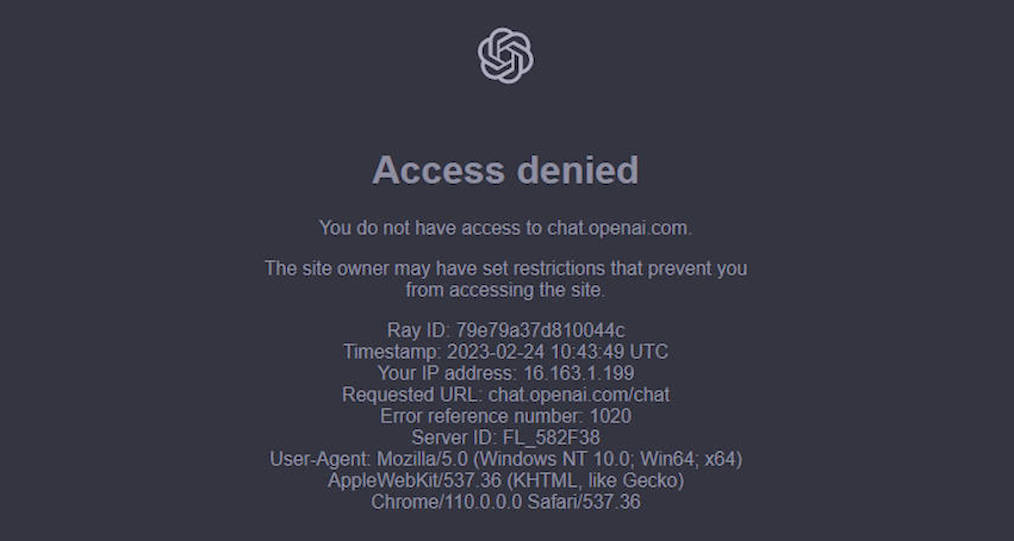 Access denied
You do not have access to chat.openai.com.
The site owner may have set restrictions that prevent you
from accessing the site.
Ray ID: 79e79a37d810044c
Timestamp: 2023-02-24 10:43:49 UTC
Your IP address: 16.163.1.199
Requested URL: chat.openai.com/chat
Error reference number: 1020
Server ID: FL_582F38
User-Agent: Mozilla/5.0 (Windows NT 10.0; Win64; x64)
AppleWebKit/537.36 (KHTML, like Gecko)
Chrome/110.0.0.0 Safari/537.36